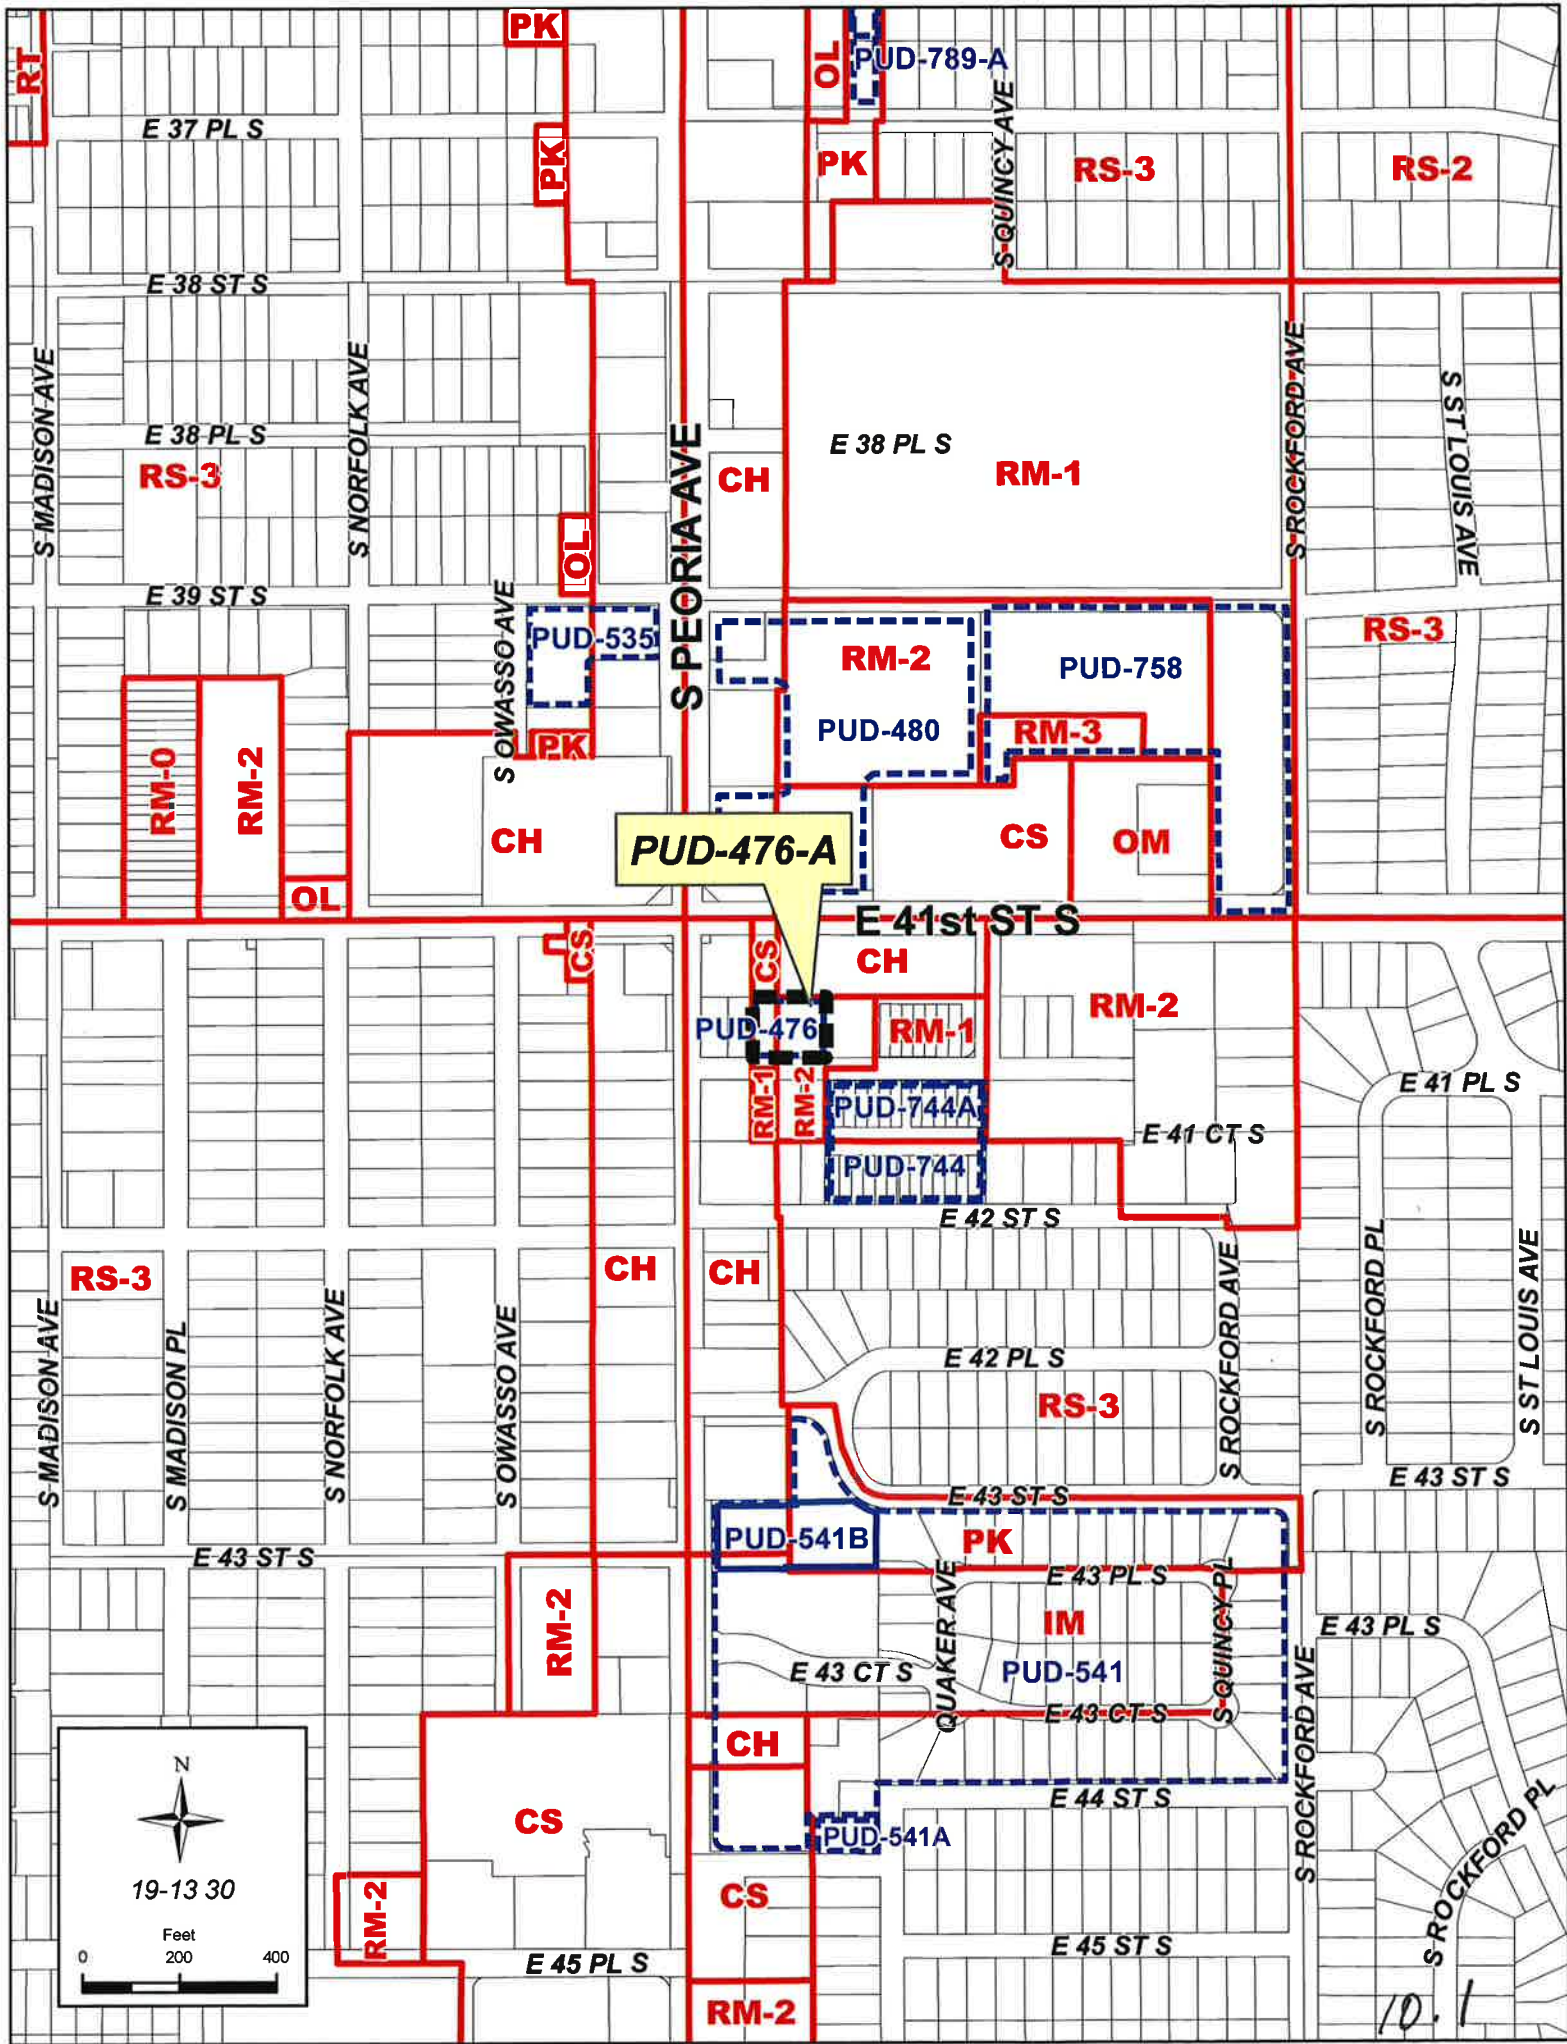 PK
RT
OL
PUD-789-A
S QUINCY AVE
E 37 PL S
PK
PK
RS-3
RS-2
E 38 ST S
S MADISON AVE
S NORFOLK AVE
S ROCKFORD AVE
S ST LOUIS AVE
E 38 PL S
E 38 PL S
RS-3
CH
RM-1
S PEORIA AVE
OL
E 39 ST S
S OWASSO AVE
PUD-535
RM-2
PUD-758
RS-3
PUD-480
RM-3
PK
RM-0
RM-2
CH
PUD-476-A
CS
OM
OL
E 41st ST S
CS
CS
CH
RM-2
PUD-476
RM-1
RM-1
RM-2
PUD-744A
E 41 PL S
E 41 CT S
PUD-744
E 42 ST S
RS-3
CH
CH
S MADISON AVE
S MADISON PL
S NORFOLK AVE
S OWASSO AVE
S ROCKFORD AVE
S ROCKFORD PL
S ST LOUIS AVE
E 42 PL S
RS-3
E 43 ST S
E 43 ST S
PUD-541B
PK
E 43 ST S
E 43 PL S
RM-2
QUAKER AVE
IM
S QUINCY PL
E 43 PL S
E 43 CT S
PUD-541
S ROCKFORD AVE
E 43 CT S
CH
N
CS
E 44 ST S
PUD-541A
S ROCKFORD PL
19-13 30
RM-2
CS
Feet
0 200 400
E 45 PL S
E 45 ST S
RM-2
10.1